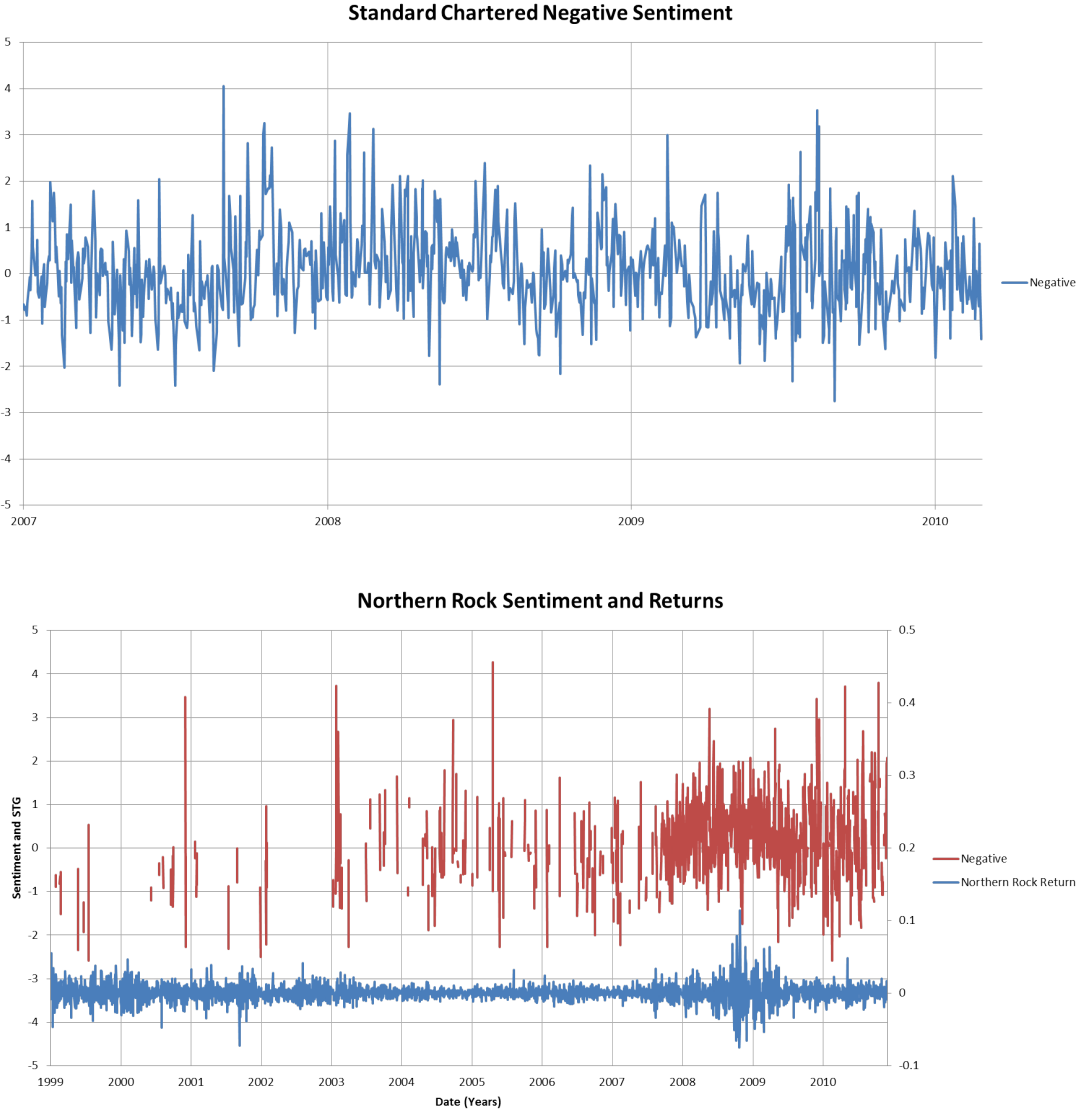 Standard Chartered Negative Sentiment
5
4
3
2
1
0
-1
-2
-3
-4
-5
2007 2008 2009 2010
Negative
Northern Rock Sentiment and Returns
5 0.5
4
0.4
3
2
0.3
1
0 0.2
-1
0.1
-2
-3 0
-4
-5 -0.1
Sentiment and STG
1999 2000 2001 2002 2003 2004 2005 2006 2007 2008 2009 2010
Date (Years)
Negative
Northern Rock Return